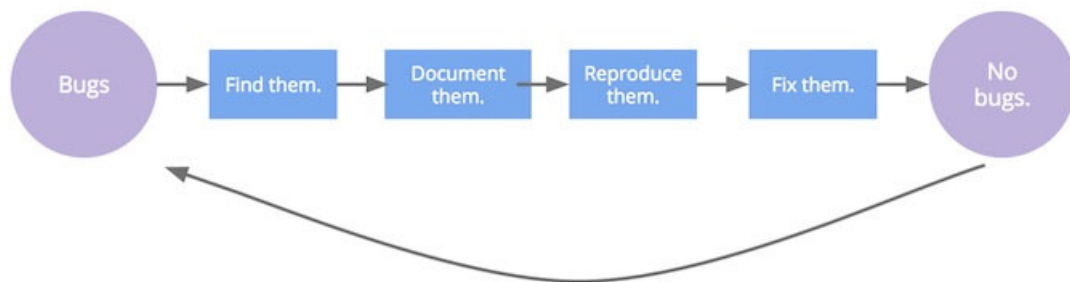 Bugs
Find them.
Document
them.
Reproduce
them.
Fix them.
No
bugs.